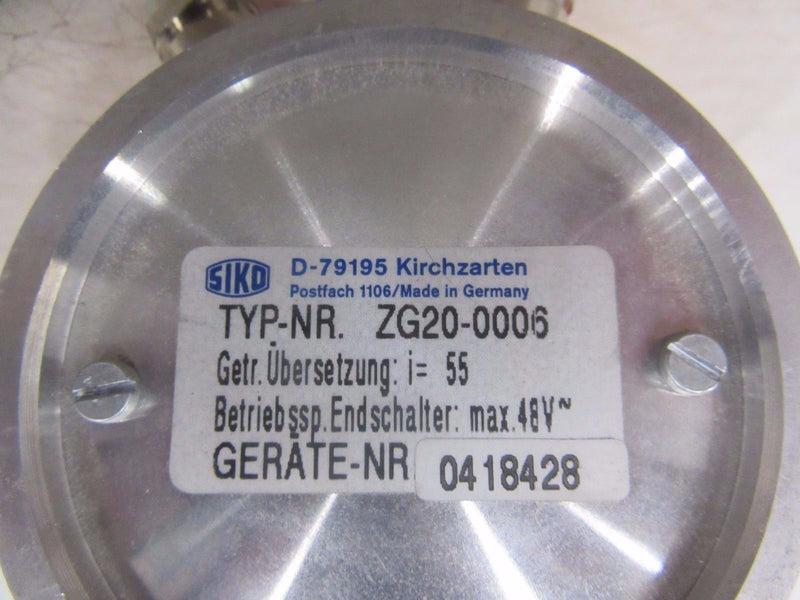 SIKO D-79195 Kirchzarten
Postfach 1106/Made in Germany
TYP-NR. ZG20-0006
Getr.Übersetzung: i= 55
Betriebssp.Endschalter: max.48V~
GERÄTE-NR 0418428